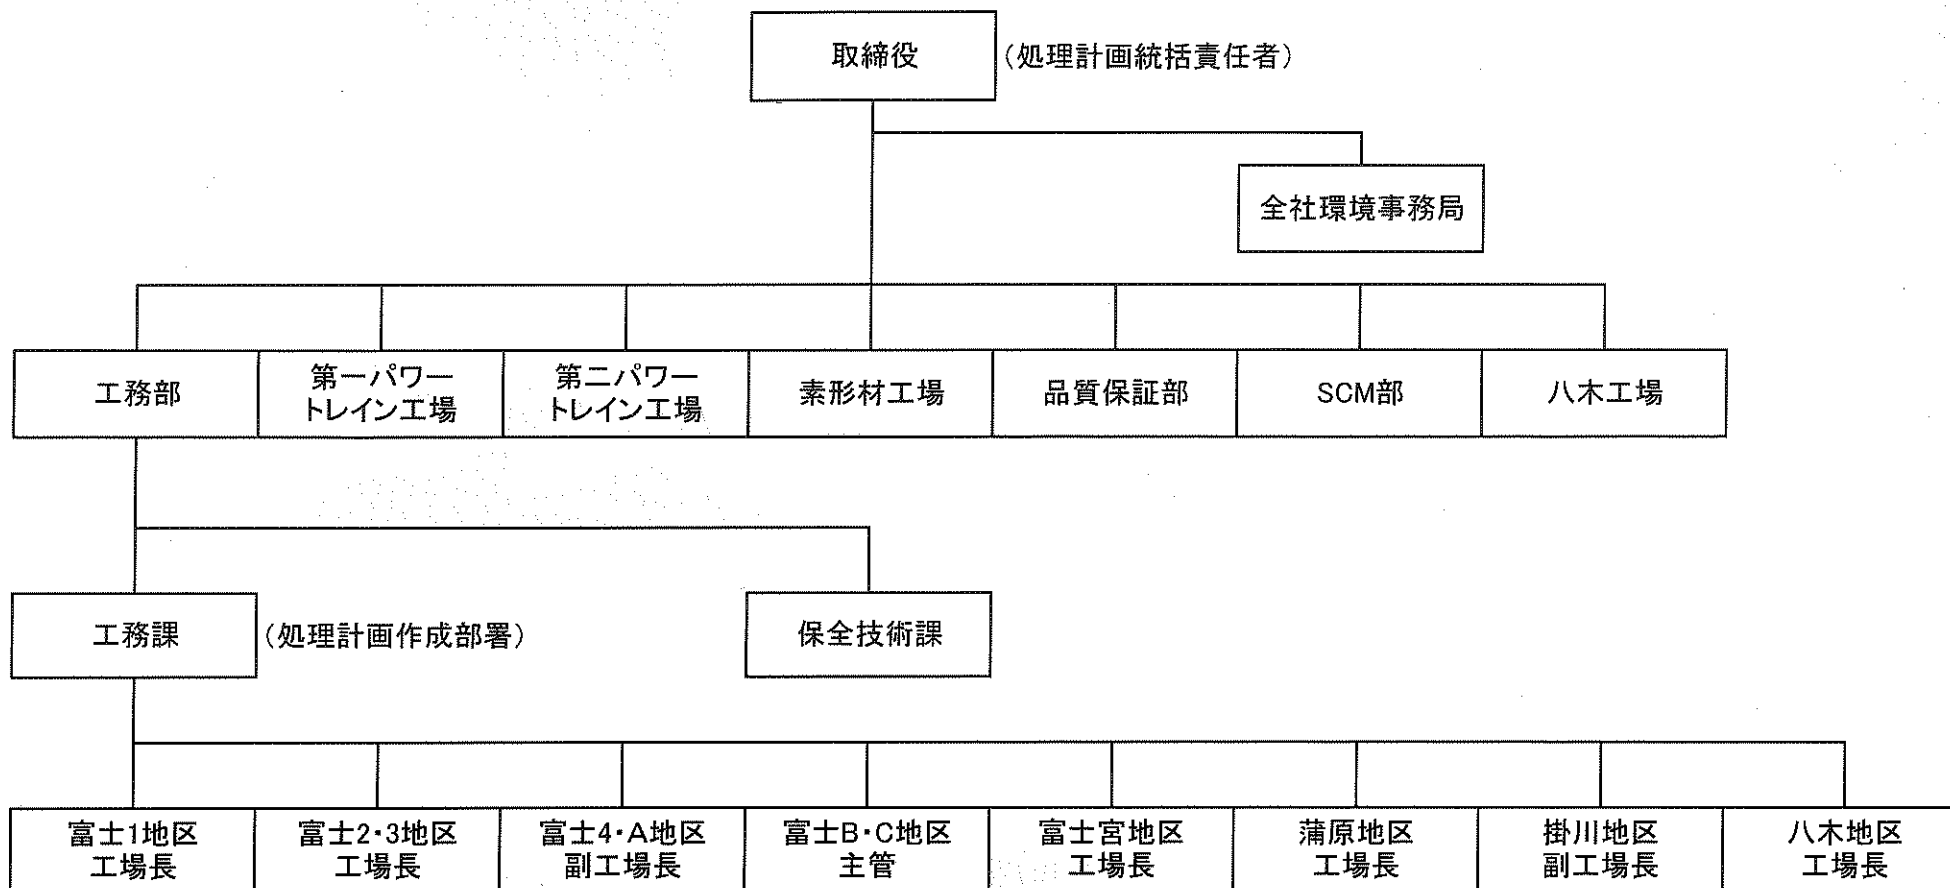 取締役
(処理計画統括責任者)
全社環境事務局
工務部
第一パワー
トレイン工場
第二パワー
トレイン工場
素形材工場
品質保証部
SCM部
八木工場
工務課
(処理計画作成部署)
保全技術課
富士1地区
工場長
富士2・3地区
工場長
富士4・A地区
副工場長
富士B・C地区
主管
富士宮地区
工場長
蒲原地区
工場長
掛川地区
副工場長
八木地区
工場長